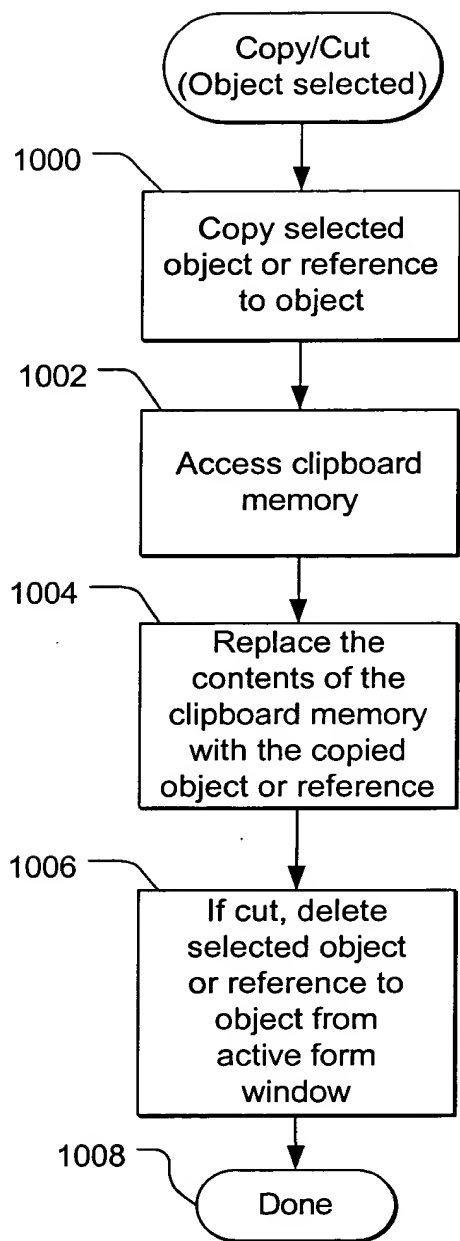 Copy/Cut
(Object selected)
1000
Copy selected
object or reference
to object
1002
Access clipboard
memory
1004
Replace the
contents of the
clipboard memory
with the copied
object or reference
1006
If cut, delete
selected object
or reference to
object from
active form
window
1008
Done